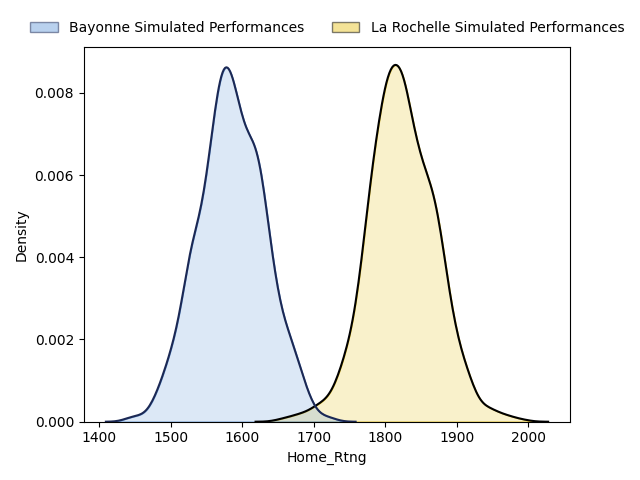 Bayonne Simulated Performances
La Rochelle Simulated Performances
0.008
0.006
0.004
0.002
0.000
Density
1400 1500 1600 1700 1800 1900 2000
Home_Rtng